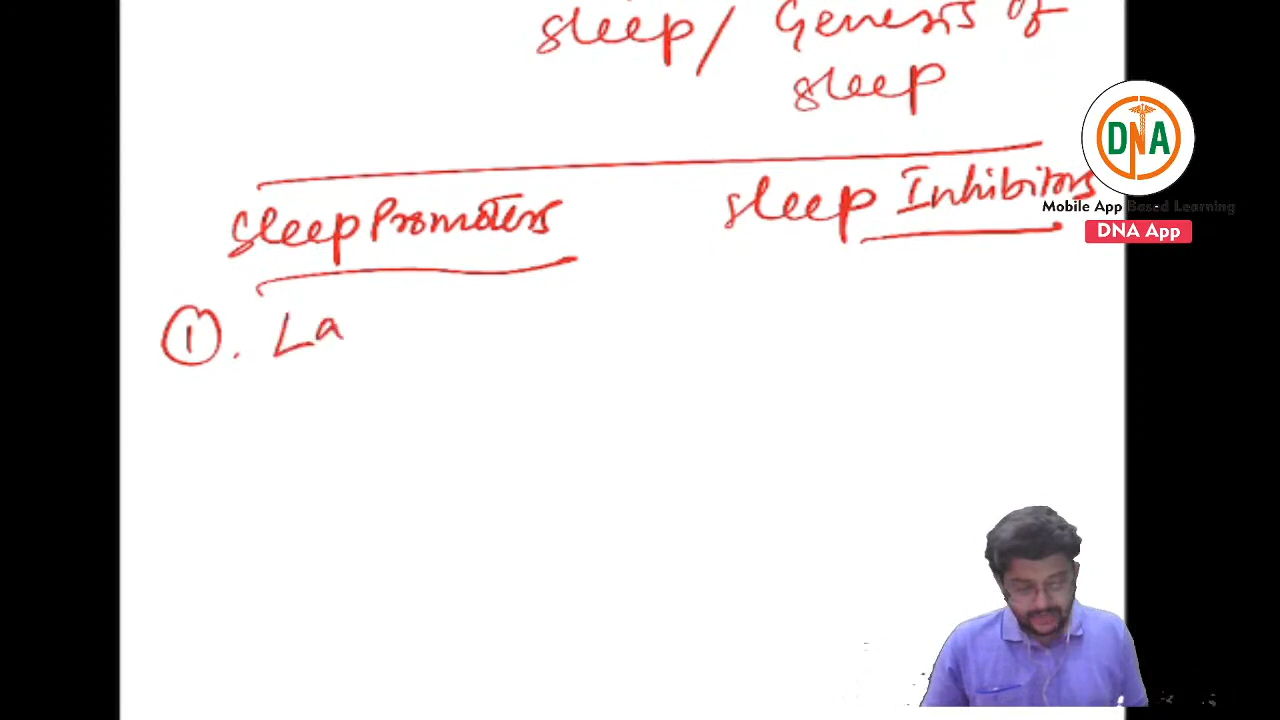 sleep / Genesis of
sleep
sleep Promoters
sleep Inhibitors
①. La
DNA
Mobile App Based Learning
DNA App